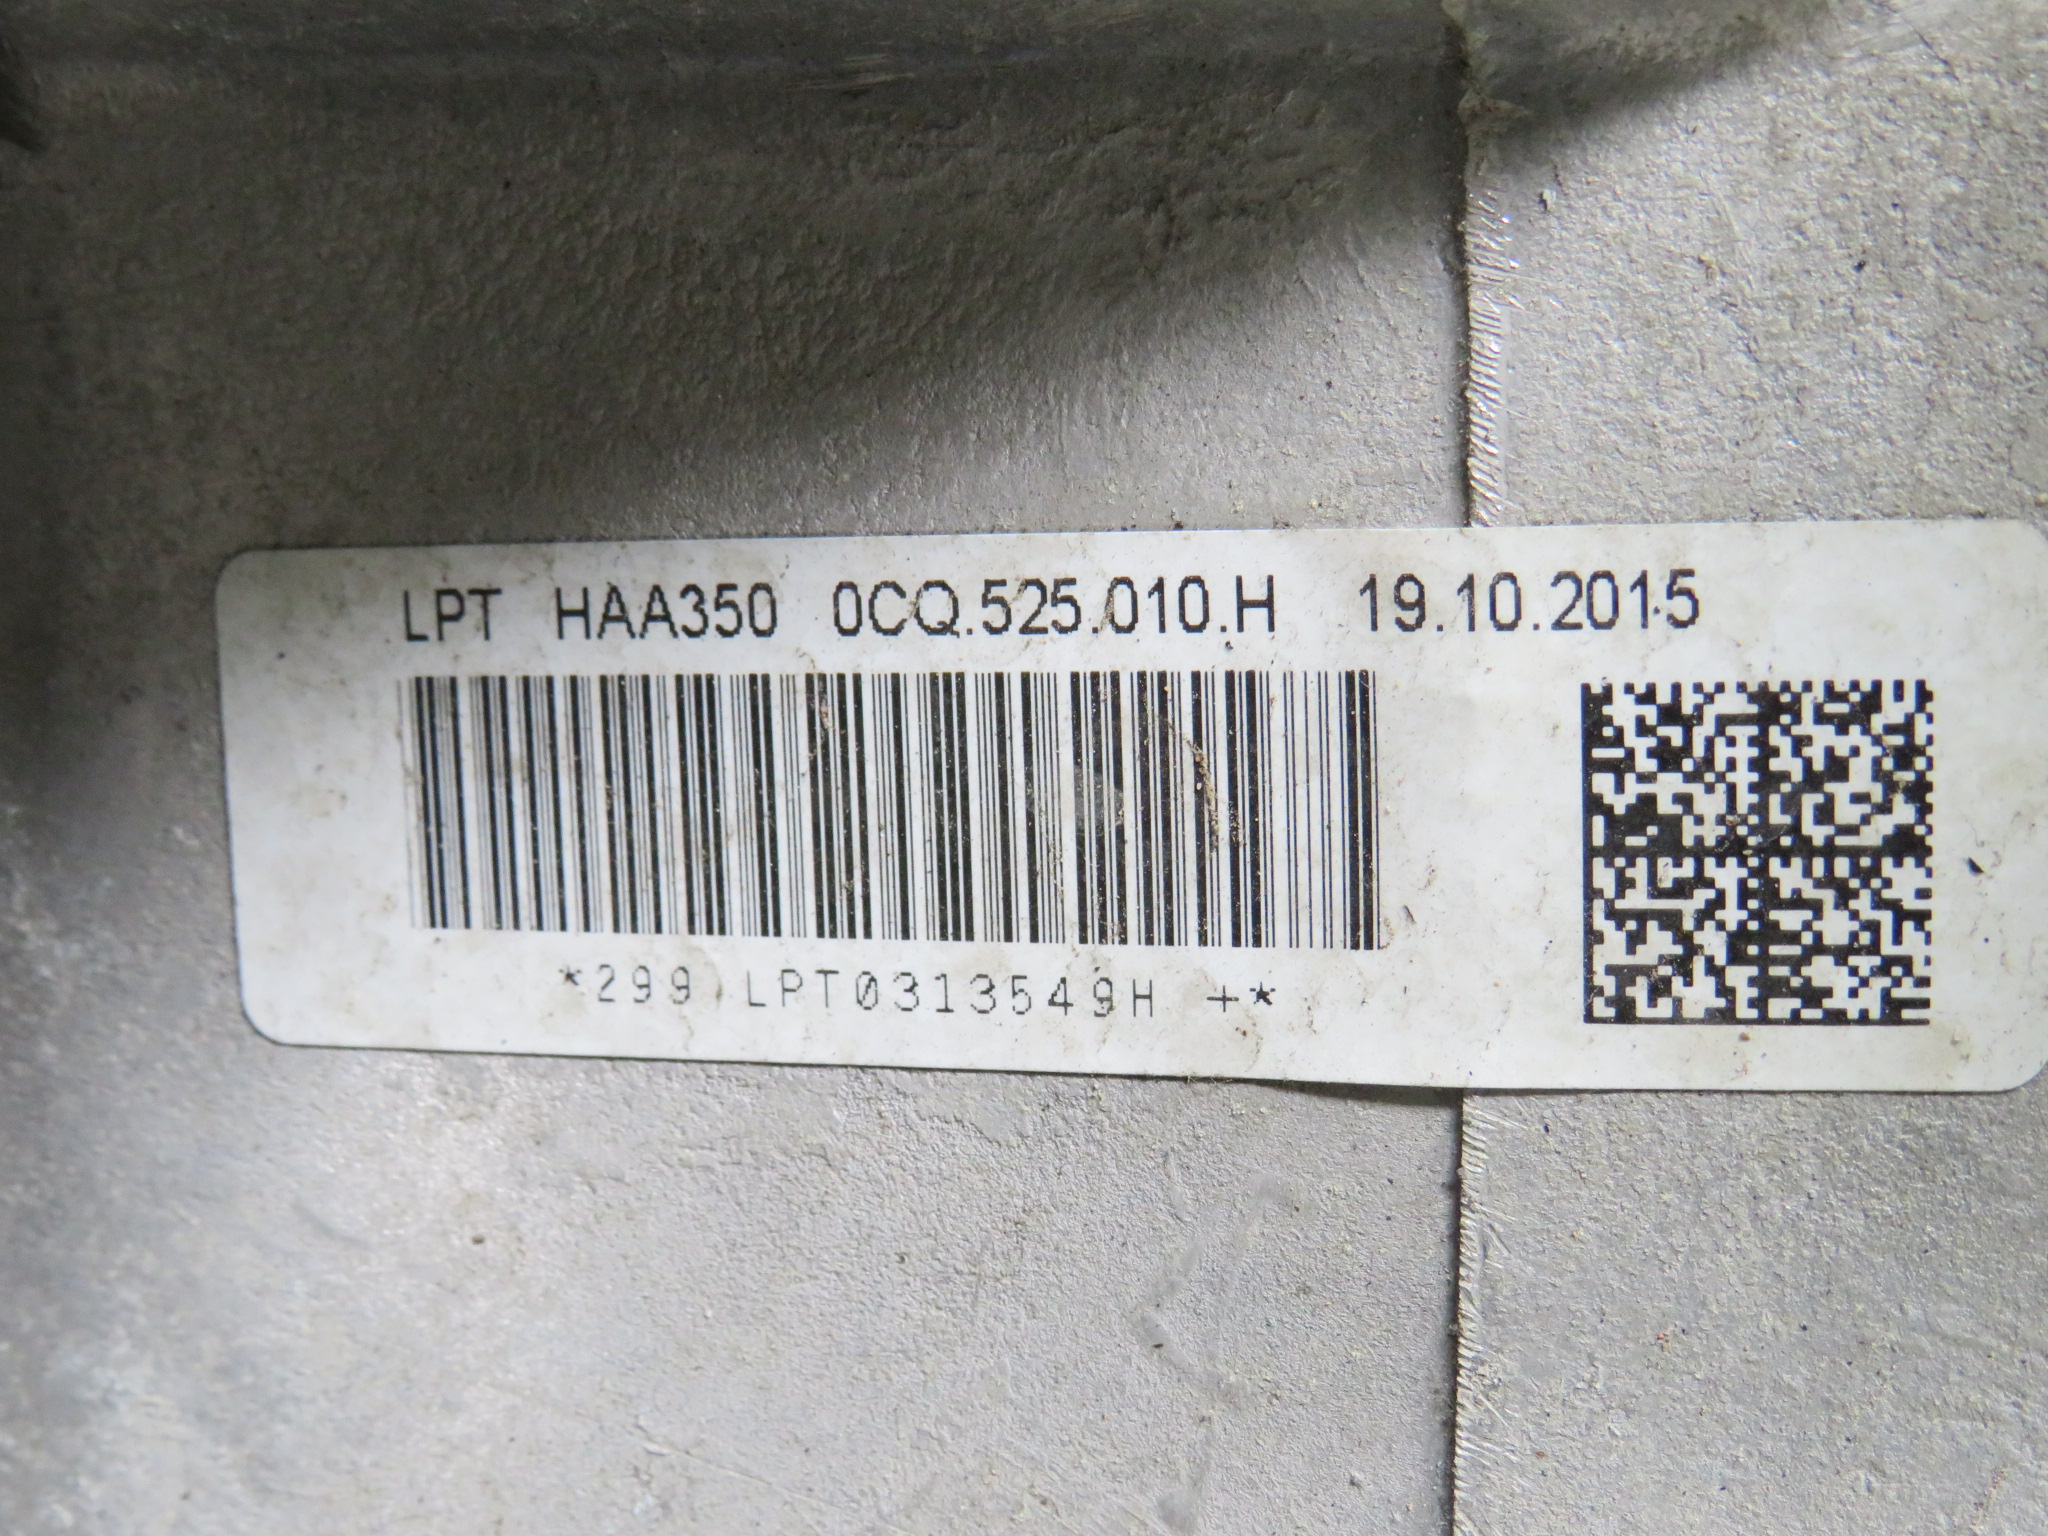 LPT HAA350 0CQ.525.010.H 19.10.2015
*299 LPT0313549H +*